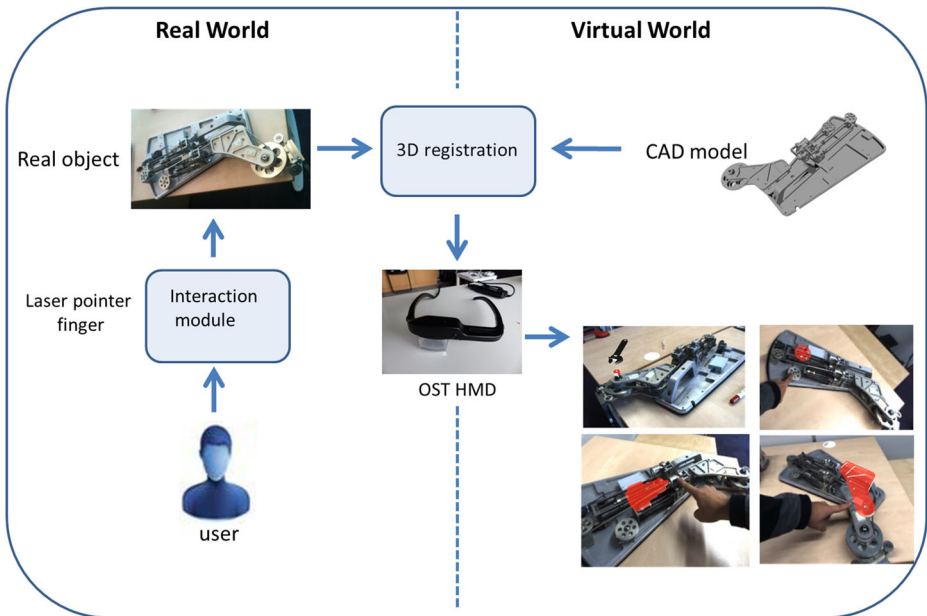 Real World
Virtual World
Real object
3D registration
CAD model
Laser pointer
finger
Interaction
module
OST HMD
user